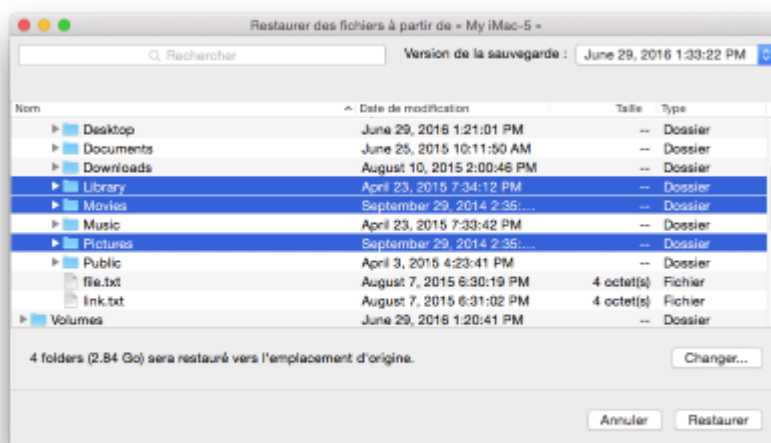 Restaurer des fichiers à partir de « My iMac-5 »
Rechercher Version de la sauvegarde : June 29, 2016 1:33:22 PM
Nom Date de modification Taille Type
Desktop June 29, 2016 1:21:01 PM -- Dossier
Documents June 25, 2015 10:11:50 AM -- Dossier
Downloads August 10, 2015 2:00:46 PM -- Dossier
Library April 23, 2015 7:34:12 PM -- Dossier
Movies September 29, 2014 2:35:... -- Dossier
Music April 23, 2015 7:33:42 PM -- Dossier
Pictures September 29, 2014 2:35:... -- Dossier
Public April 3, 2015 4:23:41 PM -- Dossier
file.txt August 7, 2015 6:30:19 PM 4 octet(s) Fichier
link.txt August 7, 2015 6:31:02 PM 4 octet(s) Fichier
Volumes June 29, 2016 1:20:41 PM -- Dossier
4 folders (2.84 Go) sera restauré vers l'emplacement d'origine. Changer...
Annuler Restaurer